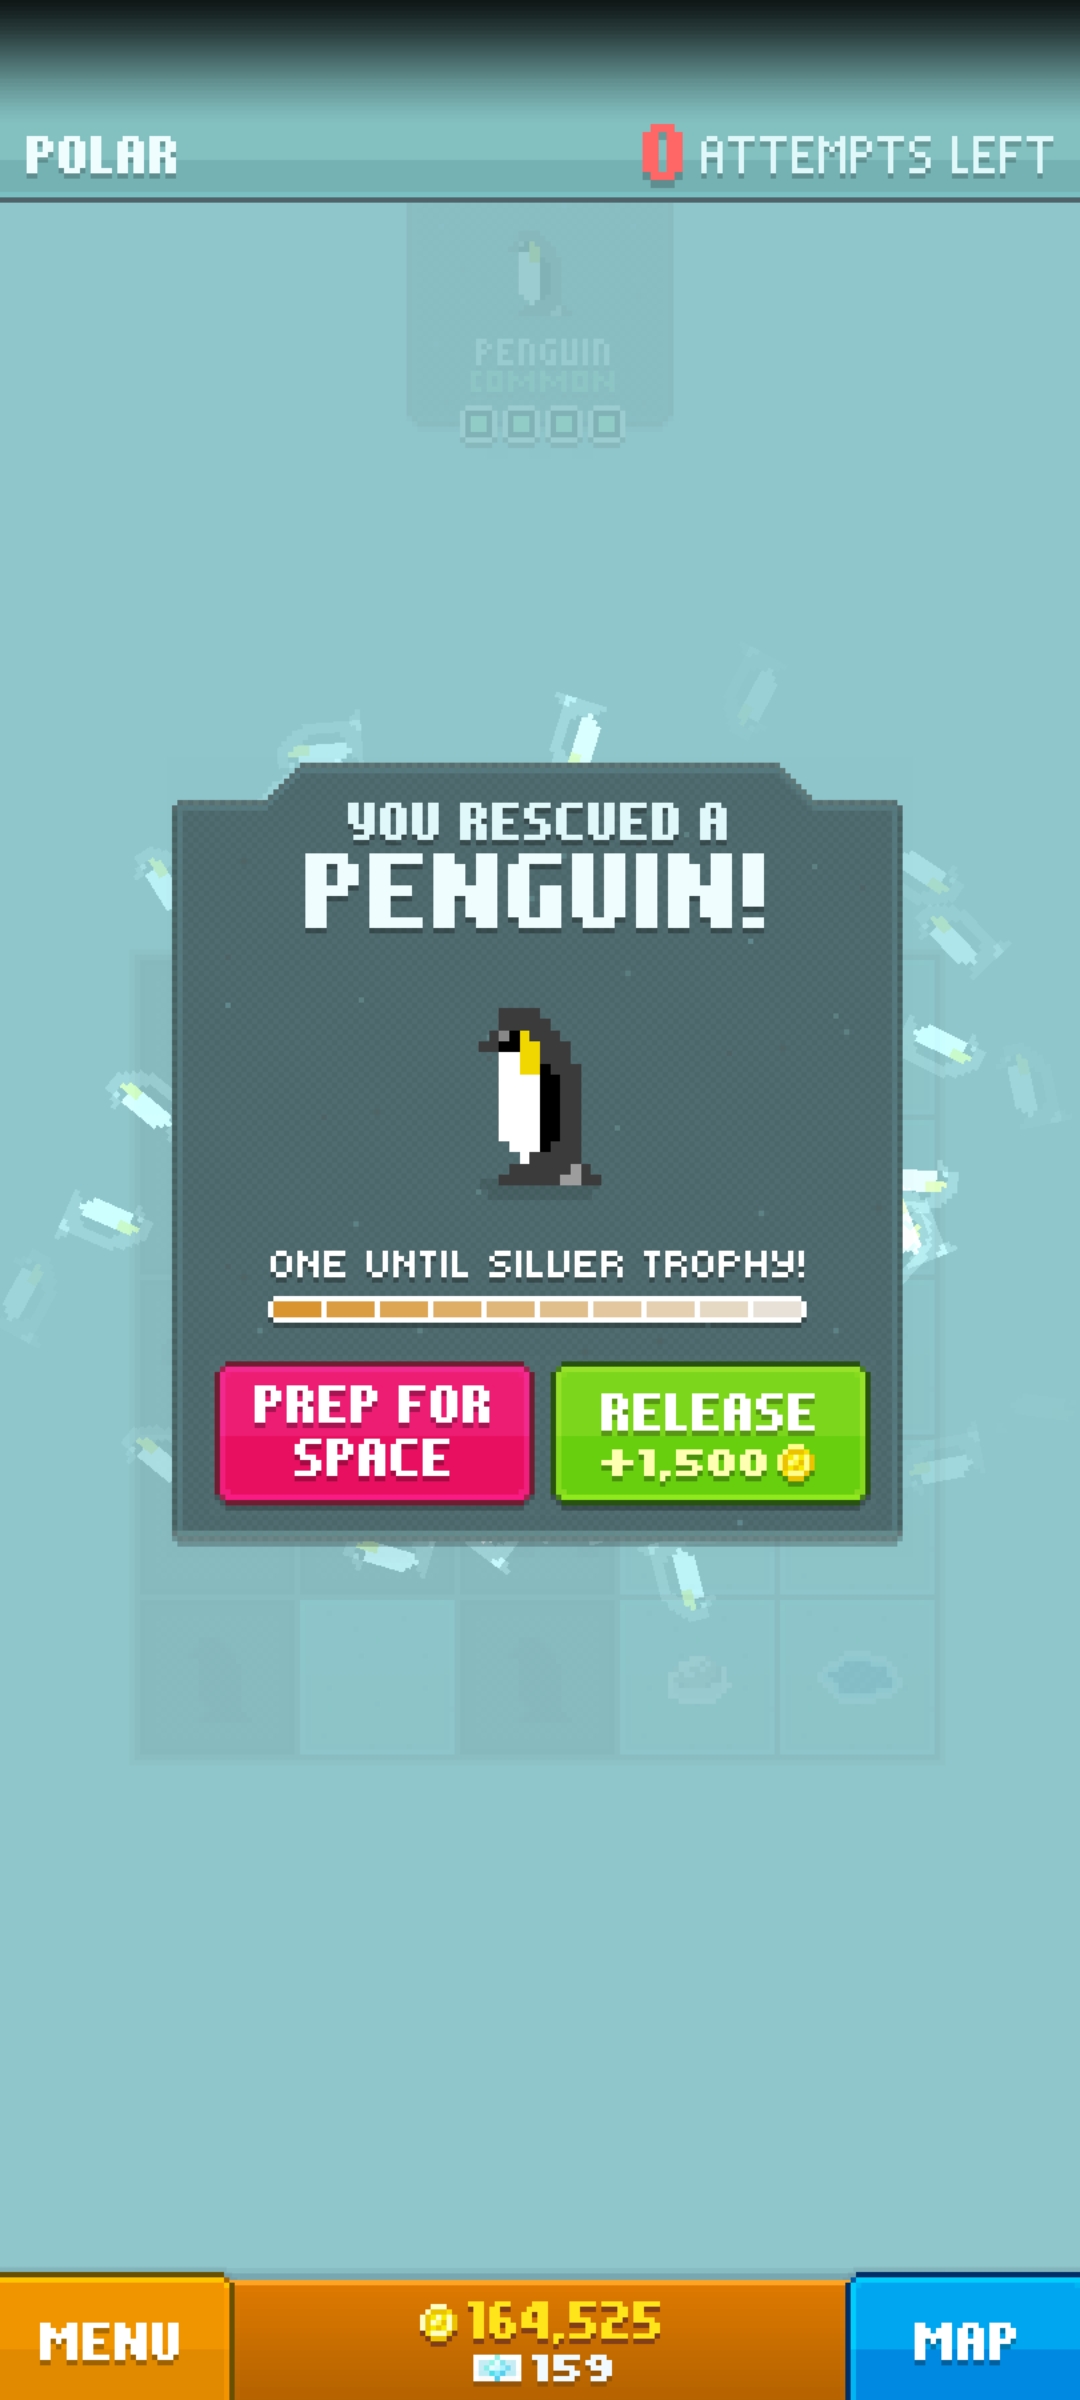 POLAR
0 ATTEMPTS LEFT
PENGUIN
COMMON
YOU RESCUED A
PENGUIN!
ONE UNTIL SILVER TROPHY!
PREP FOR
SPACE
RELEASE
+1,500
MENU
164,525
159
MAP